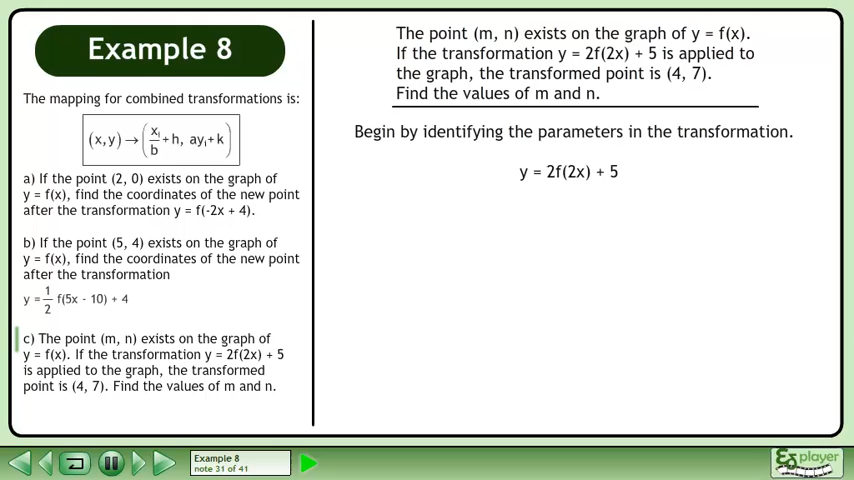 Example 8
The mapping for combined transformations is:
(x,y) → (xᵢ/b + h, ayᵢ + k)
a) If the point (2, 0) exists on the graph of
y = f(x), find the coordinates of the new point
after the transformation y = f(-2x + 4).
b) If the point (5, 4) exists on the graph of
y = f(x), find the coordinates of the new point
after the transformation
y = 1/2 f(5x - 10) + 4
c) The point (m, n) exists on the graph of
y = f(x). If the transformation y = 2f(2x) + 5
is applied to the graph, the transformed
point is (4, 7). Find the values of m and n.
The point (m, n) exists on the graph of y = f(x).
If the transformation y = 2f(2x) + 5 is applied to
the graph, the transformed point is (4, 7).
Find the values of m and n.
Begin by identifying the parameters in the transformation.
y = 2f(2x) + 5
Example 8
note 31 of 41
player